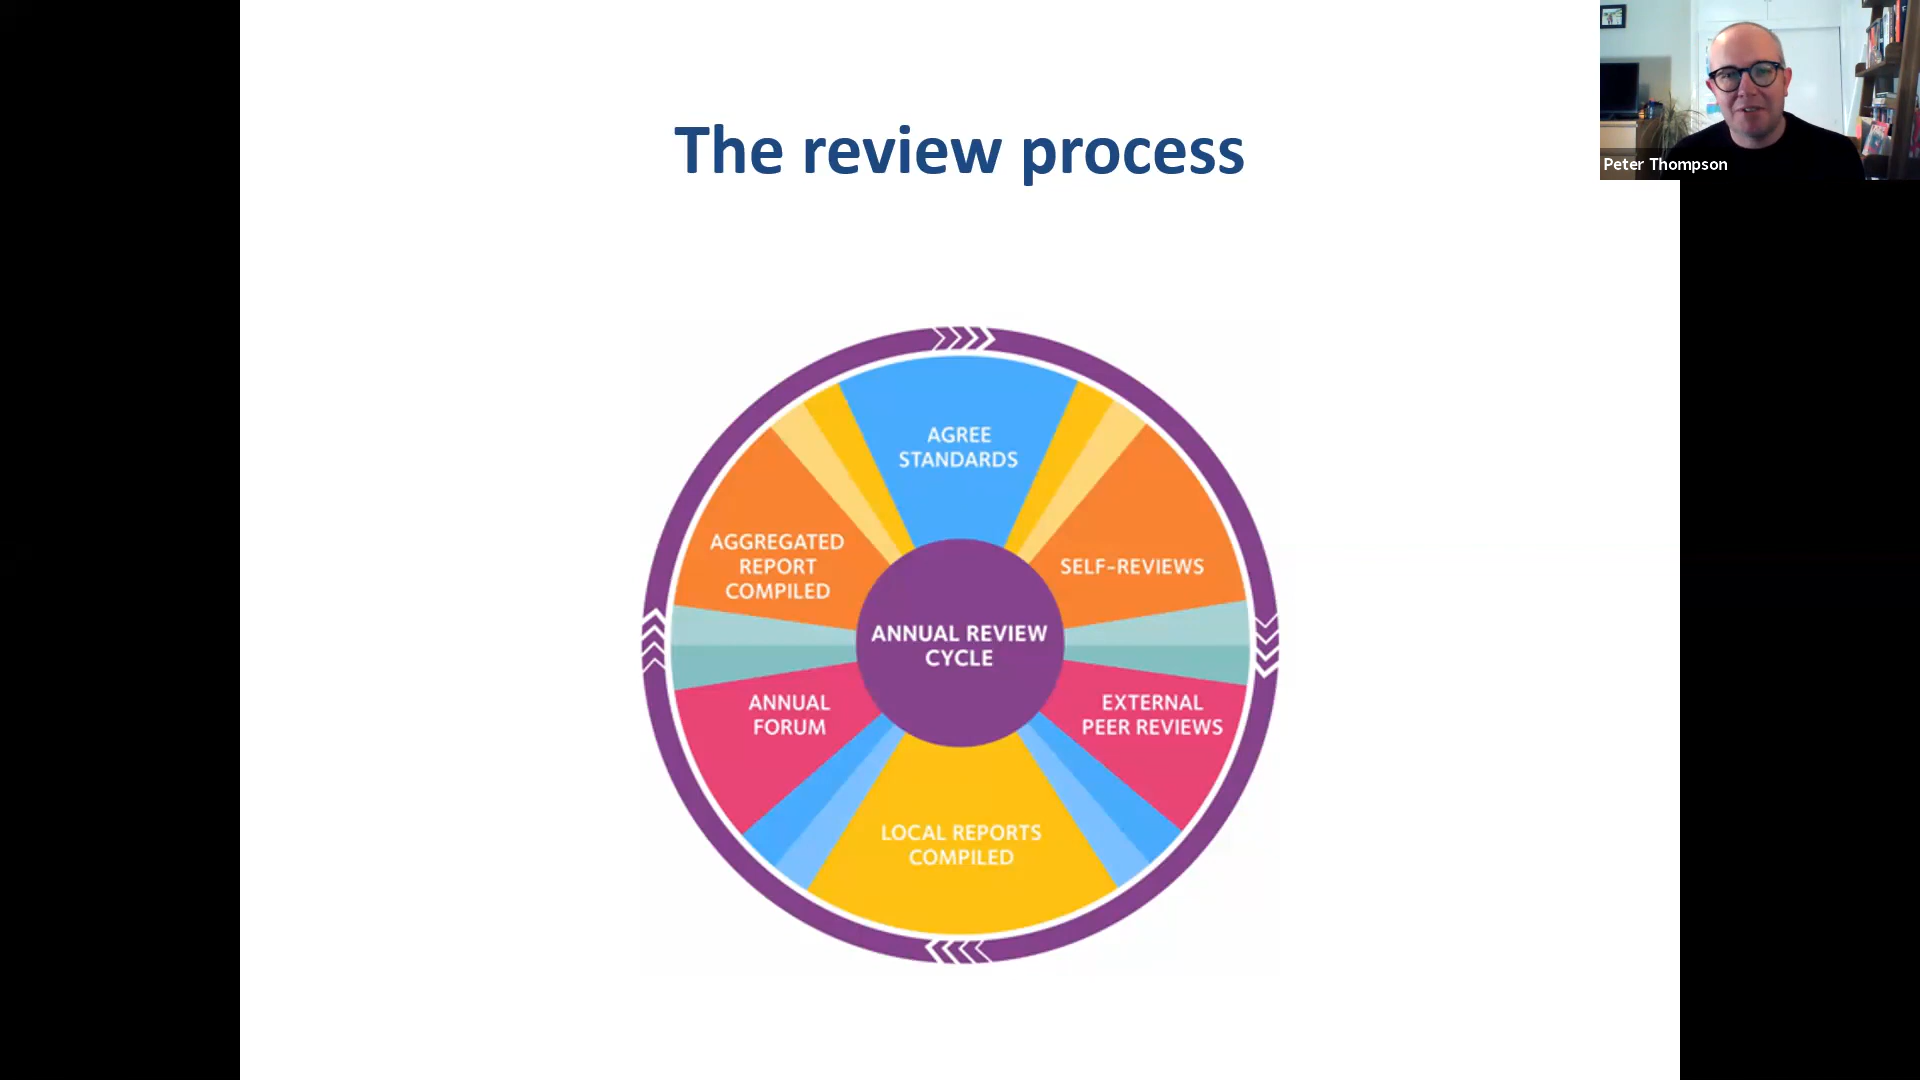 The review process
Peter Thompson
AGREE
STANDARDS
SELF-REVIEWS
EXTERNAL
PEER REVIEWS
LOCAL REPORTS
COMPILED
ANNUAL
FORUM
AGGREGATED
REPORT
COMPILED
ANNUAL REVIEW
CYCLE